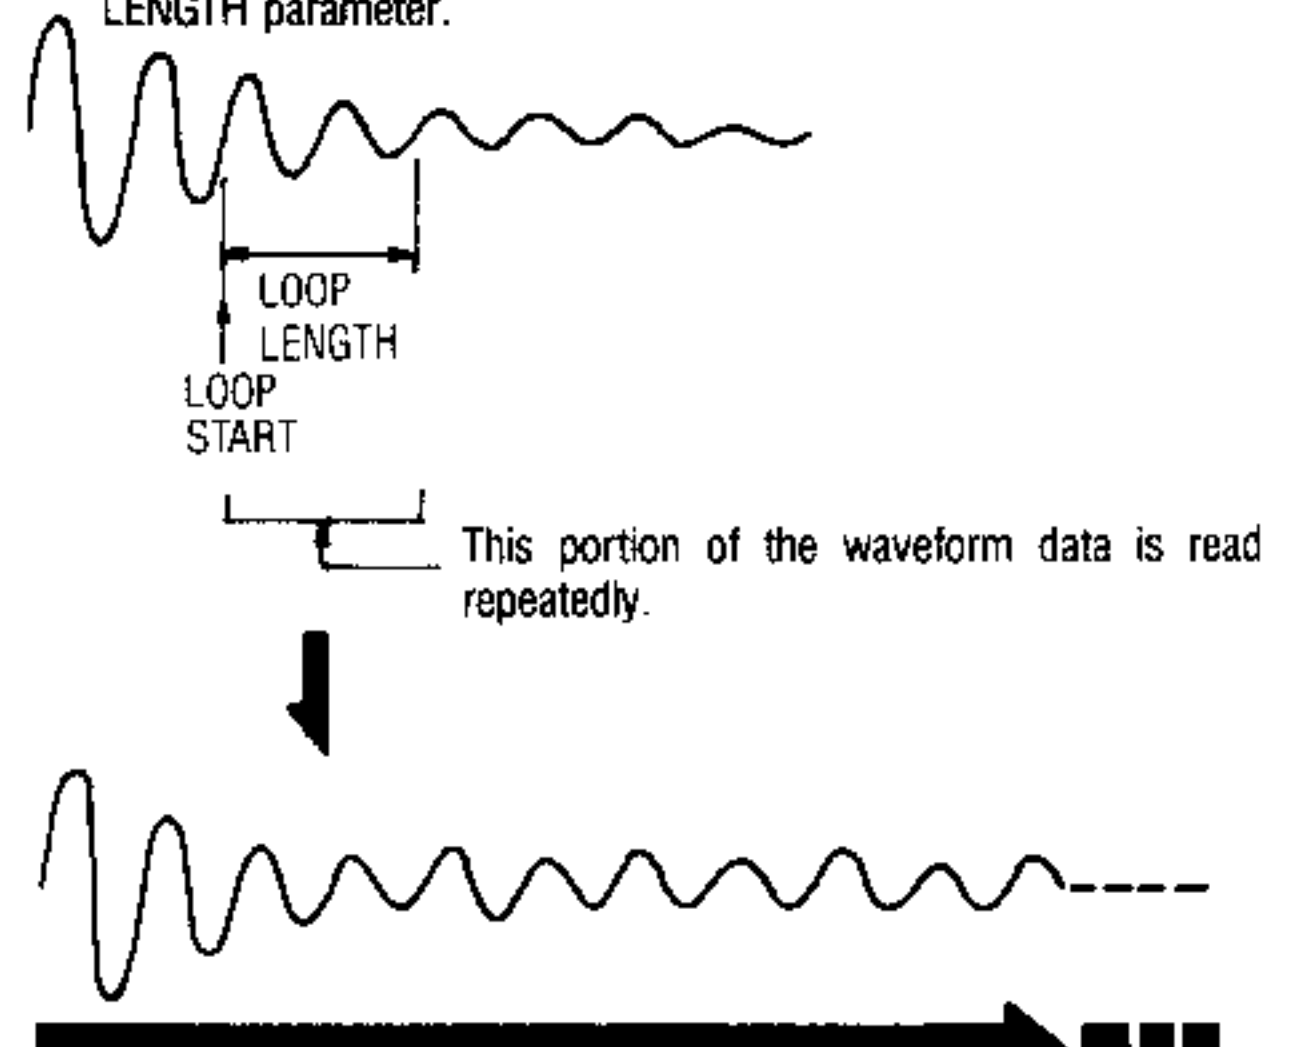 LENGTH parameter.
LOOP
LENGTH
LOOP
START
This portion of the waveform data is read
repeatedly.